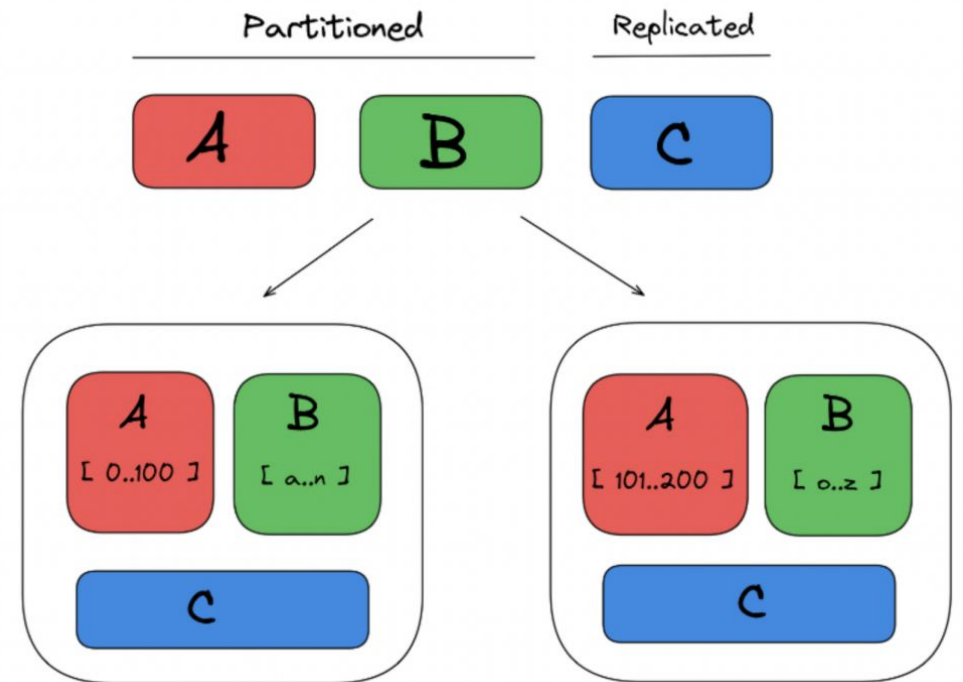 Partitioned Replicated
A B C
A B A B
[ 0..100 ] [ a..n ] [ 101..200 ] [ o..z ]
C C